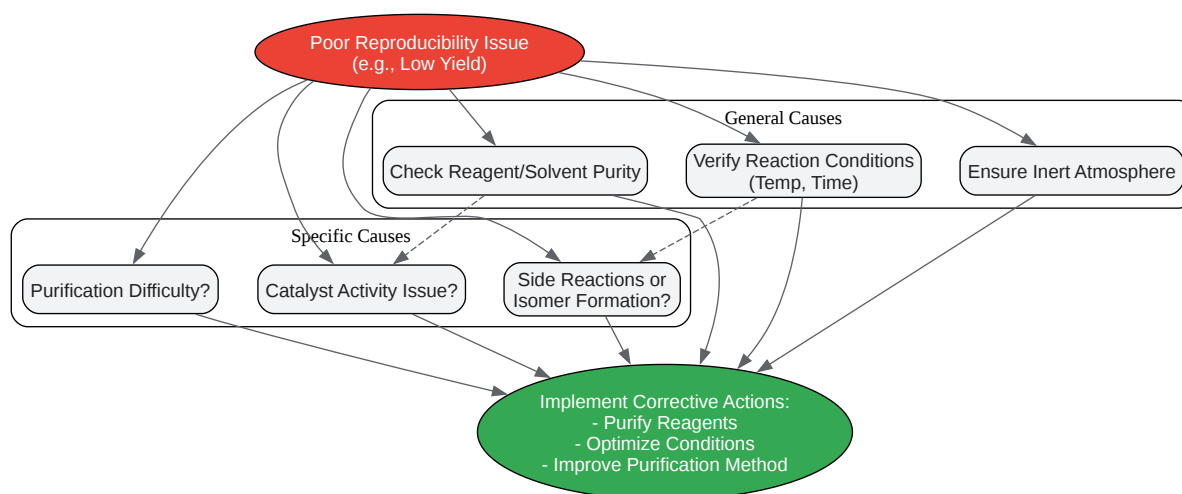 Poor Reproducibility Issue
(e.g., Low Yield)
General Causes
Check Reagent/Solvent Purity
Verify Reaction Conditions
(Temp, Time)
Ensure Inert Atmosphere
Specific Causes
Purification Difficulty?
Catalyst Activity Issue?
Side Reactions or
Isomer Formation?
Implement Corrective Actions:
- Purify Reagents
- Optimize Conditions
- Improve Purification Method